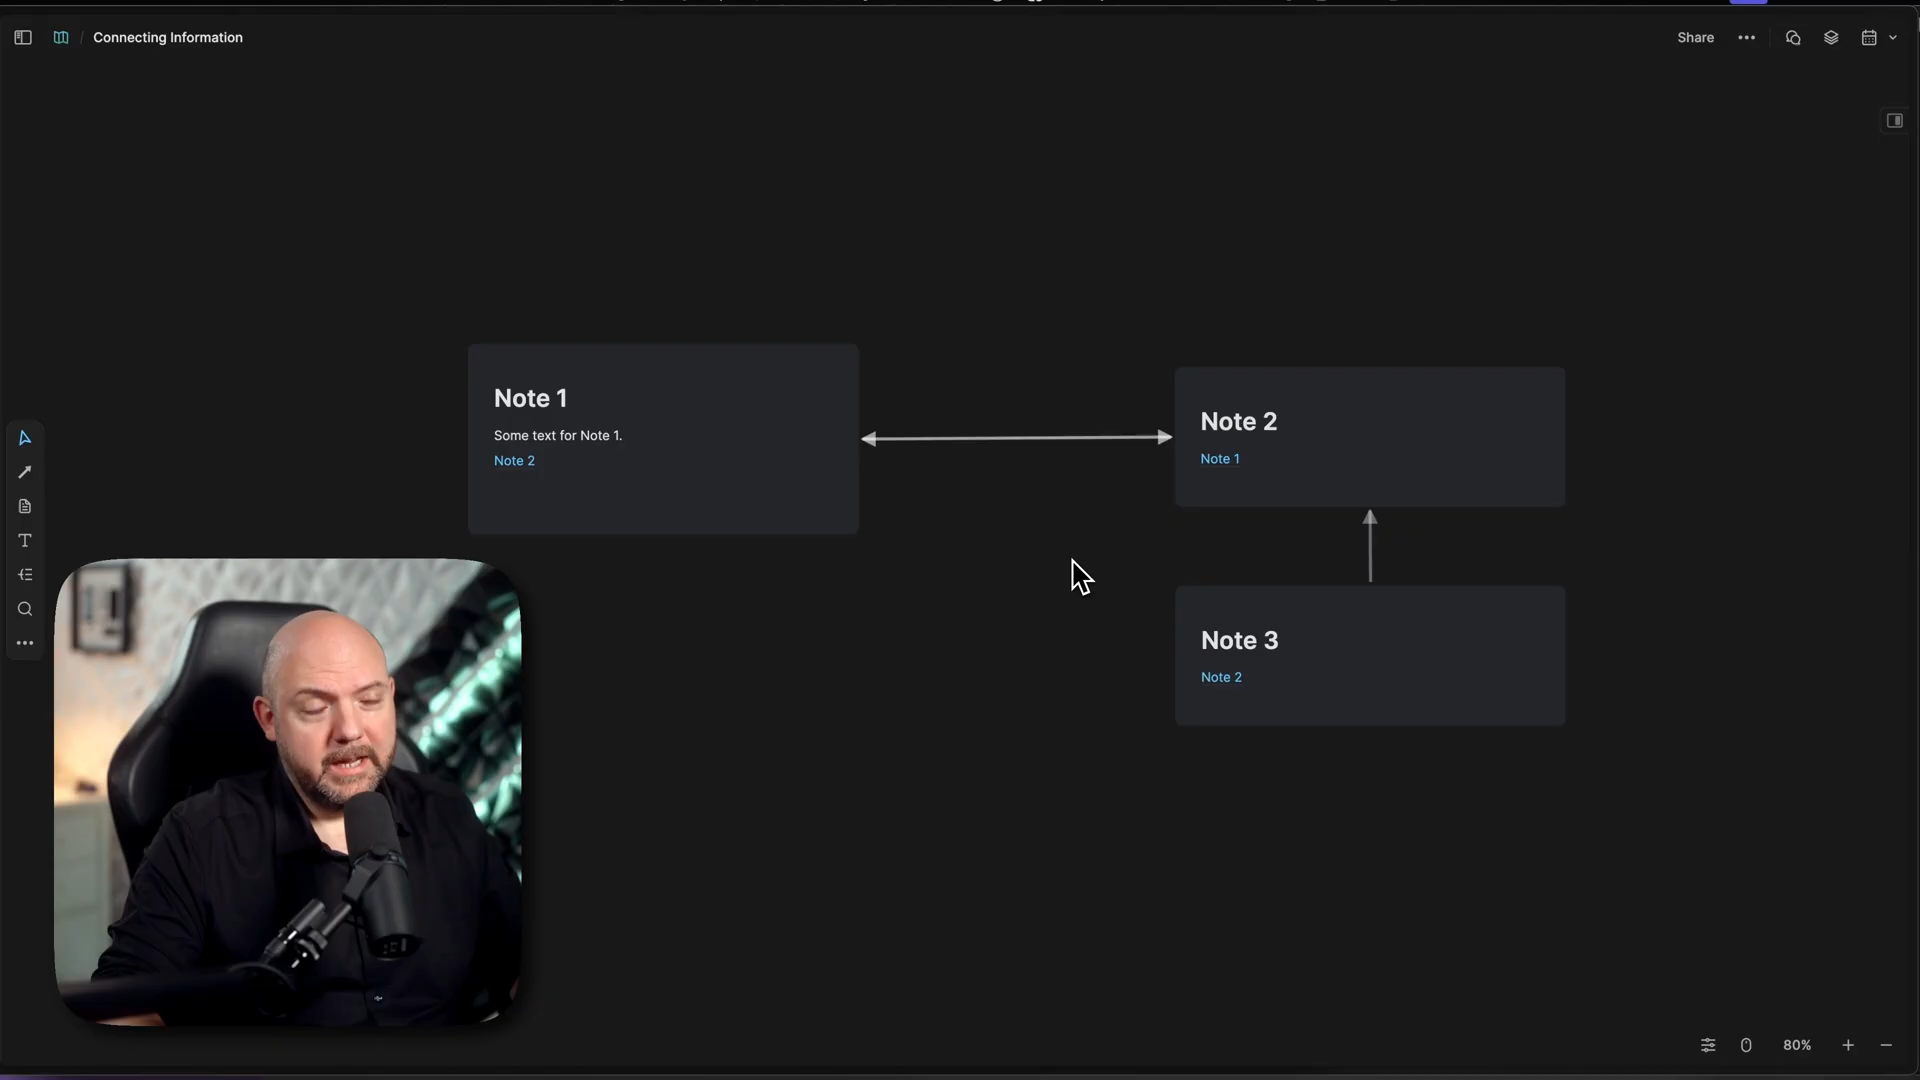 / Connecting Information
Share
Note 1
Some text for Note 1.
Note 2
Note 2
Note 1
Note 3
Note 2
80%